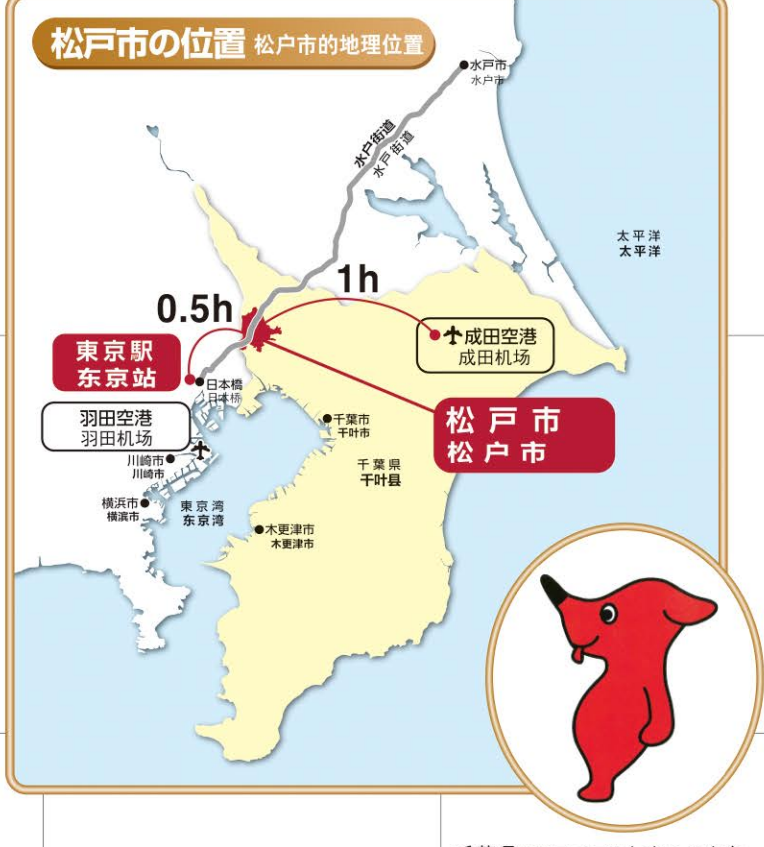 松戸市の位置 松户市的地理位置
水戸市
水户市
水戸街道
水户街道
太平洋
太平洋
1h
0.5h
成田空港
成田机场
東京駅
东京站
日本橋
日本桥
羽田空港
羽田机场
松戸市
松户市
千葉市
千叶市
川崎市
川崎市
千葉県
千叶县
横浜市
横滨市
東京湾
东京湾
木更津市
木更津市